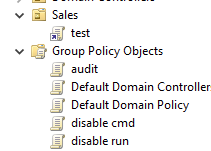 Sales
test
Group Policy Objects
audit
Default Domain Controller
Default Domain Policy
disable cmd
disable run